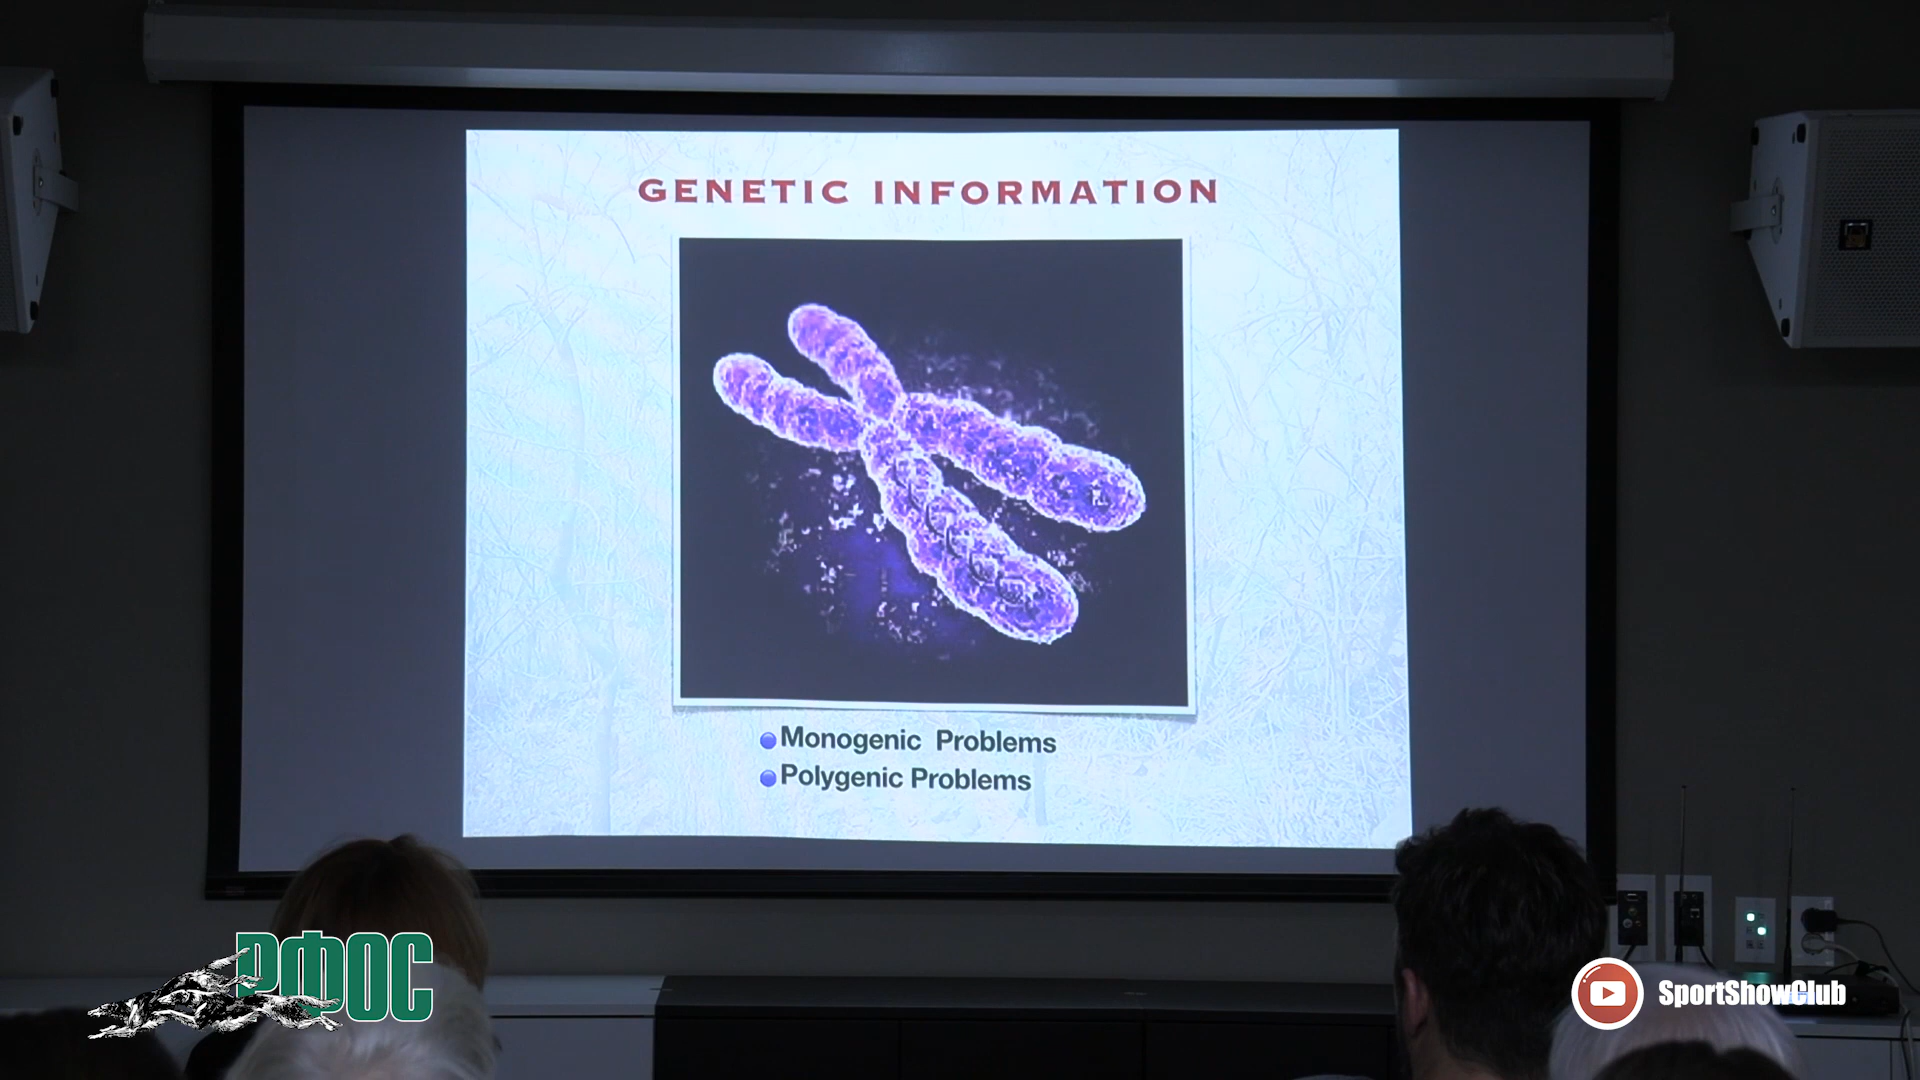 GENETIC INFORMATION
Monogenic Problems
Polygenic Problems
РФОС
SportShowClub